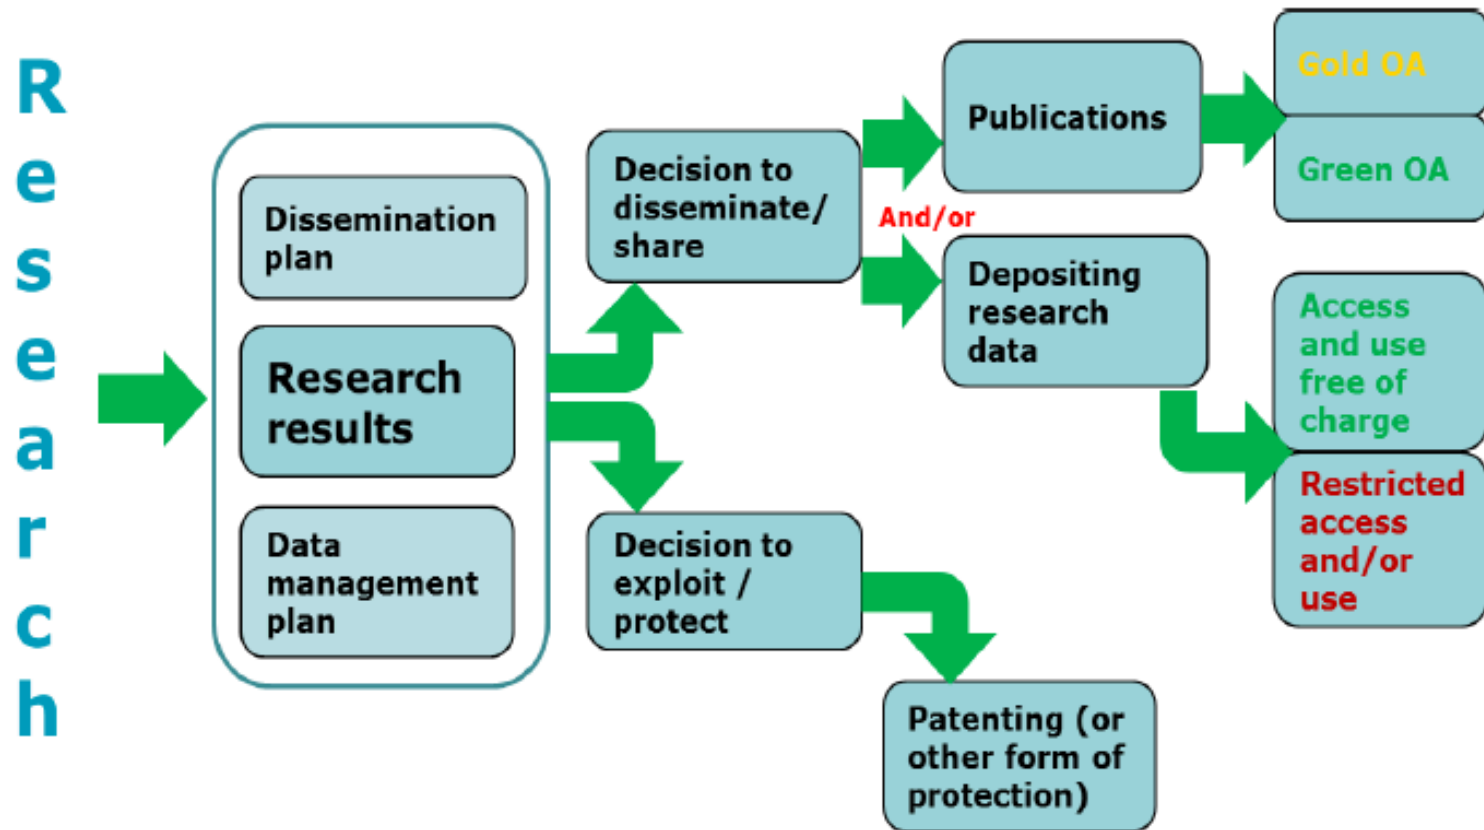 Research
Dissemination
plan
Research
results
Data
management
plan
Decision to
disseminate/
share
Decision to
exploit /
protect
And/or
Publications
Depositing
research
data
Patenting (or
other form of
protection)
Gold OA
Green OA
Access
and use
free of
charge
Restricted
access
and/or
use